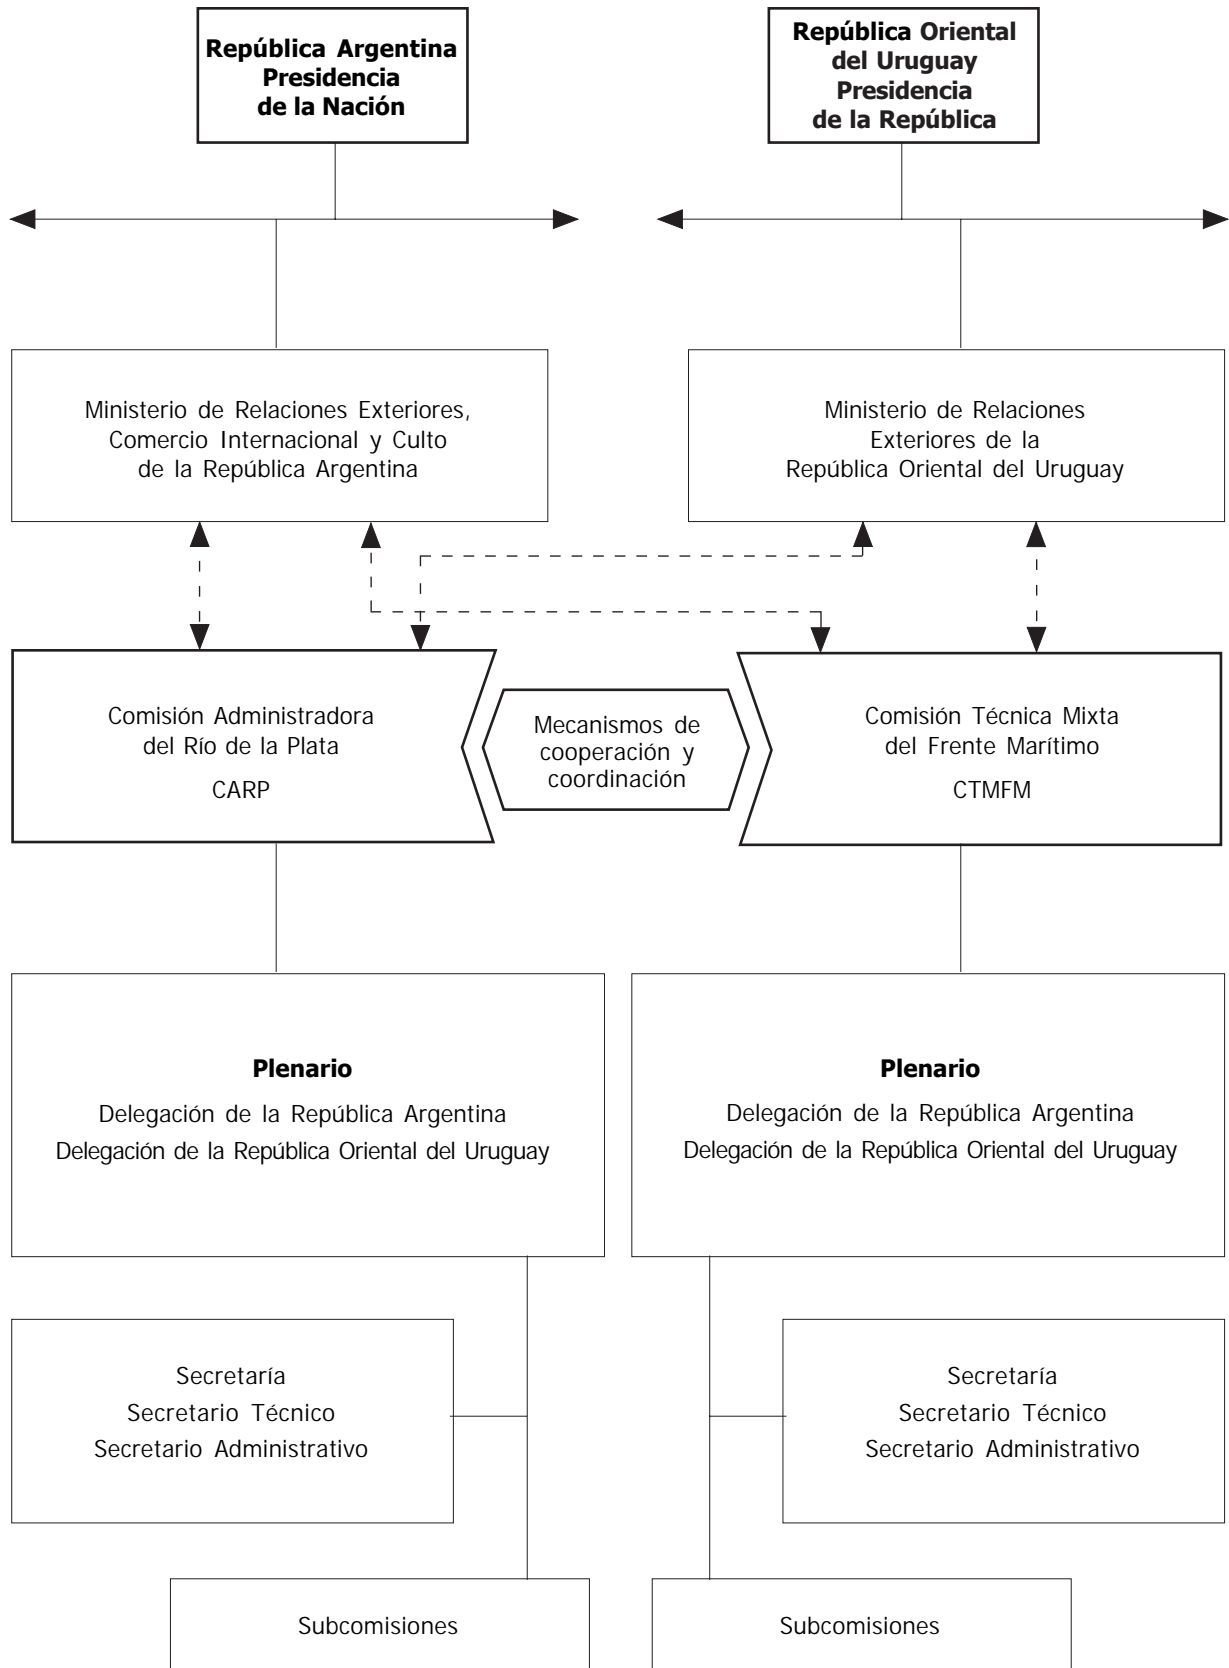 República Argentina
Presidencia
de la Nación
República Oriental
del Uruguay
Presidencia
de la República
Ministerio de Relaciones Exteriores,
Comercio Internacional y Culto
de la República Argentina
Ministerio de Relaciones
Exteriores de la
República Oriental del Uruguay
Comisión Administradora
del Río de la Plata
CARP
Mecanismos de
cooperación y
coordinación
Comisión Técnica Mixta
del Frente Marítimo
CTMFM
Plenario
Delegación de la República Argentina
Delegación de la República Oriental del Uruguay
Plenario
Delegación de la República Argentina
Delegación de la República Oriental del Uruguay
Secretaría
Secretario Técnico
Secretario Administrativo
Secretaría
Secretario Técnico
Secretario Administrativo
Subcomisiones
Subcomisiones